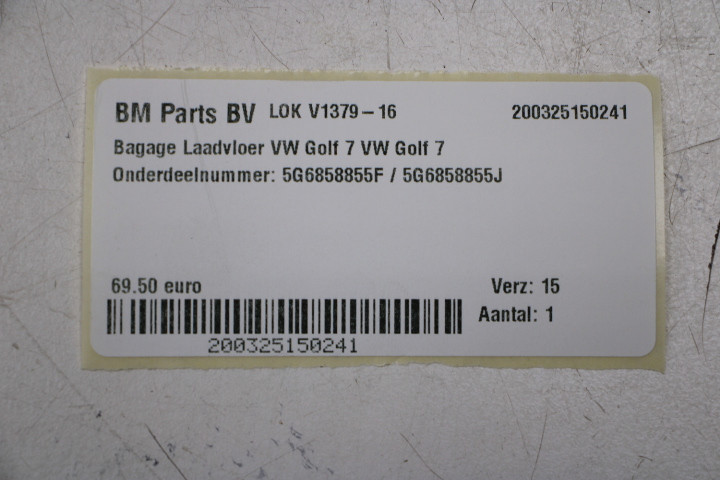 BM Parts BV LOK V1379-16 200325150241
Bagage Laadvloer VW Golf 7 VW Golf 7
Onderdeelnummer: 5G6858855F / 5G6858855J
69.50 euro Verz: 15
Aantal: 1
200325150241